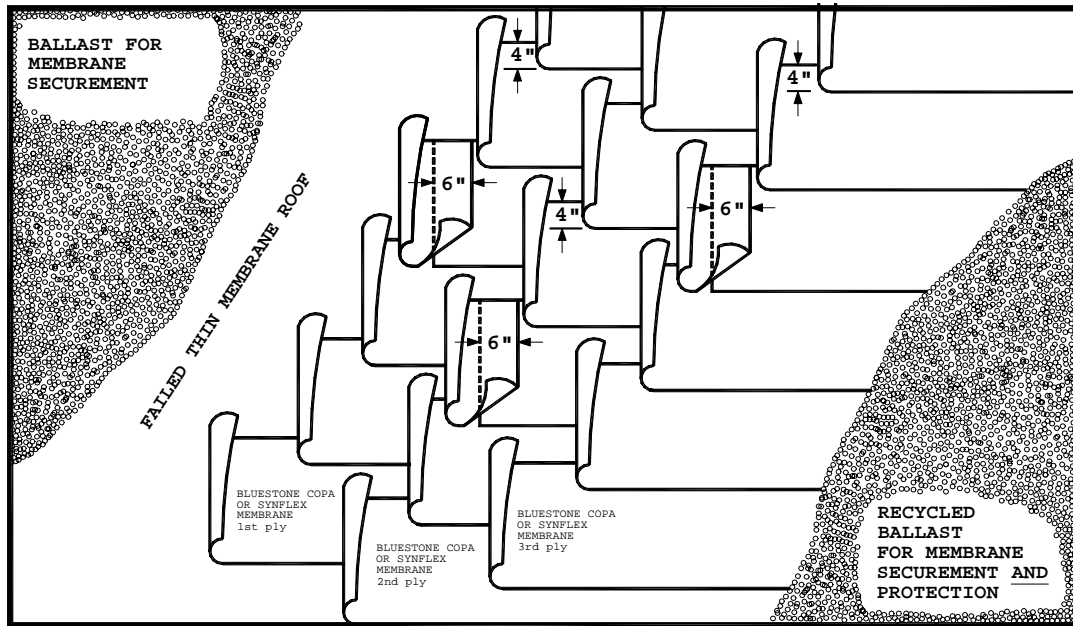 BALLAST FOR
MEMBRANE
SECUREMENT
4"
4"
6"
6"
4"
FAILED THIN MEMBRANE ROOF
6"
BLUESTONE COPA
OR SYNFLEX
MEMBRANE
1st ply
BLUESTONE COPA
OR SYNFLEX
MEMBRANE
2nd ply
BLUESTONE COPA
OR SYNFLEX
MEMBRANE
3rd ply
RECYCLED
BALLAST
FOR MEMBRANE
SECUREMENT AND
PROTECTION